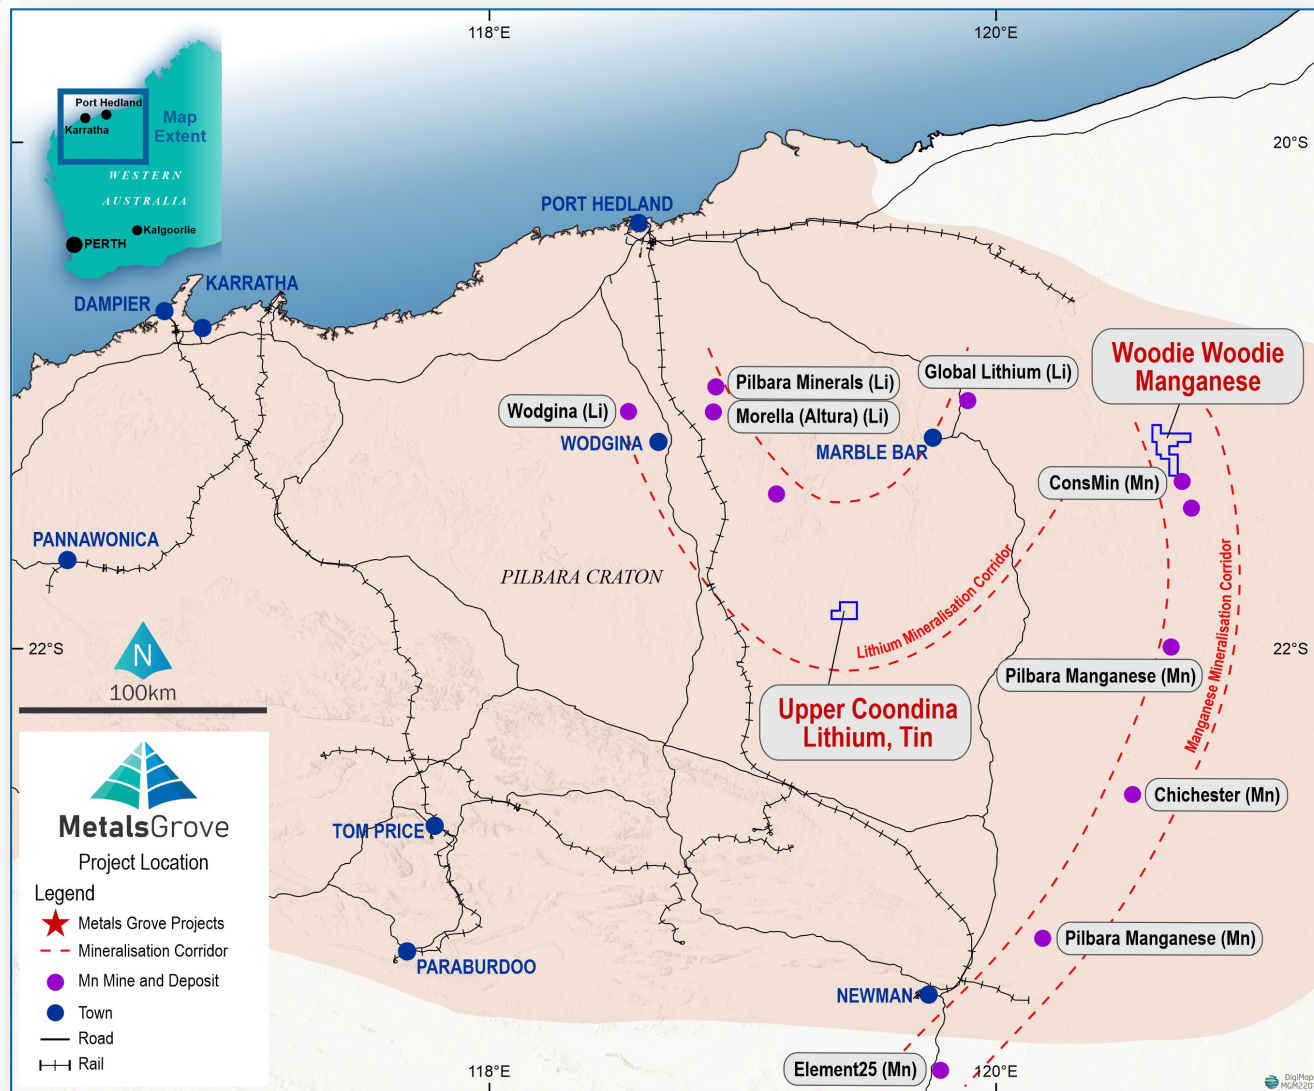 118°E
120°E
Port Hedland
Karratha
Map
Extent
WESTERN
AUSTRALIA
Kalgoorlie
PERTH
20°S
PORT HEDLAND
KARRATHA
DAMPIER
Woodie Woodie
Manganese
Pilbara Minerals (Li)
Global Lithium (Li)
Wodgina (Li)
Morella (Altura) (Li)
WODGINA
MARBLE BAR
ConsMin (Mn)
PANNAWONICA
PILBARA CRATON
Lithium Mineralisation Corridor
Manganese Mineralisation Corridor
22°S
22°S
Pilbara Manganese (Mn)
N
100km
Upper Coondina
Lithium, Tin
Chichester (Mn)
TOM PRICE
Pilbara Manganese (Mn)
PARABURDOO
NEWMAN
Element25 (Mn)
MetalsGrove
Project Location
Legend
Metals Grove Projects
Mineralisation Corridor
Mn Mine and Deposit
Town
Road
Rail
118°E
120°E
DigiMap